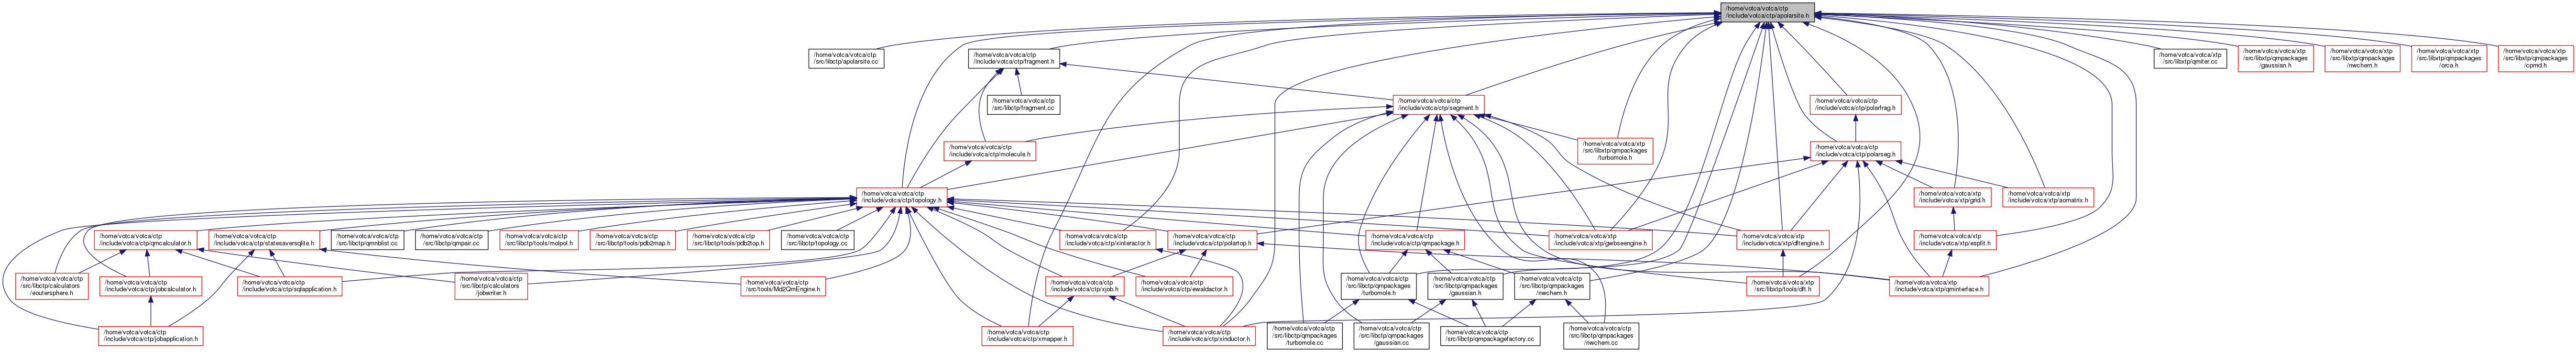 /home/votca/votca/ctp
/include/votca/ctp/apolarsite.h
/home/votca/votca/ctp
/src/libctp/apolarsite.cc
/home/votca/votca/ctp
/include/votca/ctp/fragment.h
/home/votca/votca/xtp
/src/libxtp/qmiter.cc
/home/votca/votca/xtp
/src/libxtp/qmpackages
/gaussian.h
/home/votca/votca/xtp
/src/libxtp/qmpackages
/nwchem.h
/home/votca/votca/xtp
/src/libxtp/qmpackages
/orca.h
/home/votca/votca/xtp
/src/libxtp/qmpackages
/cpmd.h
/home/votca/votca/ctp
/src/libctp/fragment.cc
/home/votca/votca/ctp
/include/votca/ctp/segment.h
/home/votca/votca/ctp
/include/votca/ctp/polarfrag.h
/home/votca/votca/ctp
/include/votca/ctp/molecule.h
/home/votca/votca/xtp
/src/libxtp/qmpackages
/turbomole.h
/home/votca/votca/ctp
/include/votca/ctp/polarseg.h
/home/votca/votca/ctp
/include/votca/ctp/topology.h
/home/votca/votca/xtp
/include/votca/xtp/grid.h
/home/votca/votca/xtp
/include/votca/xtp/aomatrix.h
/home/votca/votca/ctp
/include/votca/ctp/qmcalculator.h
/home/votca/votca/ctp
/include/votca/ctp/statesaversqlite.h
/home/votca/votca/ctp
/src/libctp/qmnblist.cc
/home/votca/votca/ctp
/src/libctp/qmpair.cc
/home/votca/votca/ctp
/src/libctp/tools/molpol.h
/home/votca/votca/ctp
/src/libctp/tools/pdb2map.h
/home/votca/votca/ctp
/src/libctp/tools/pdb2top.h
/home/votca/votca/ctp
/src/libctp/topology.cc
/home/votca/votca/ctp
/include/votca/ctp/xinteractor.h
/home/votca/votca/ctp
/include/votca/ctp/polartop.h
/home/votca/votca/ctp
/include/votca/ctp/qmpackage.h
/home/votca/votca/xtp
/include/votca/xtp/gwbseengine.h
/home/votca/votca/xtp
/include/votca/xtp/dftengine.h
/home/votca/votca/xtp
/include/votca/xtp/espfit.h
/home/votca/votca/ctp
/src/libctp/calculators
/eoutersphere.h
/home/votca/votca/ctp
/include/votca/ctp/jobcalculator.h
/home/votca/votca/ctp
/include/votca/ctp/sqlapplication.h
/home/votca/votca/ctp
/src/libctp/calculators
/jobwriter.h
/home/votca/votca/ctp
/src/tools/Md2QmEngine.h
/home/votca/votca/ctp
/include/votca/ctp/xjob.h
/home/votca/votca/ctp
/include/votca/ctp/ewaldactor.h
/home/votca/votca/ctp
/src/libctp/qmpackages
/turbomole.h
/home/votca/votca/ctp
/src/libctp/qmpackages
/gaussian.h
/home/votca/votca/ctp
/src/libctp/qmpackages
/nwchem.h
/home/votca/votca/xtp
/src/libxtp/tools/dft.h
/home/votca/votca/xtp
/include/votca/xtp/qminterface.h
/home/votca/votca/ctp
/include/votca/ctp/jobapplication.h
/home/votca/votca/ctp
/include/votca/ctp/xmapper.h
/home/votca/votca/ctp
/include/votca/ctp/xinductor.h
/home/votca/votca/ctp
/src/libctp/qmpackages
/turbomole.cc
/home/votca/votca/ctp
/src/libctp/qmpackages
/gaussian.cc
/home/votca/votca/ctp
/src/libctp/qmpackagefactory.cc
/home/votca/votca/ctp
/src/libctp/qmpackages
/nwchem.cc